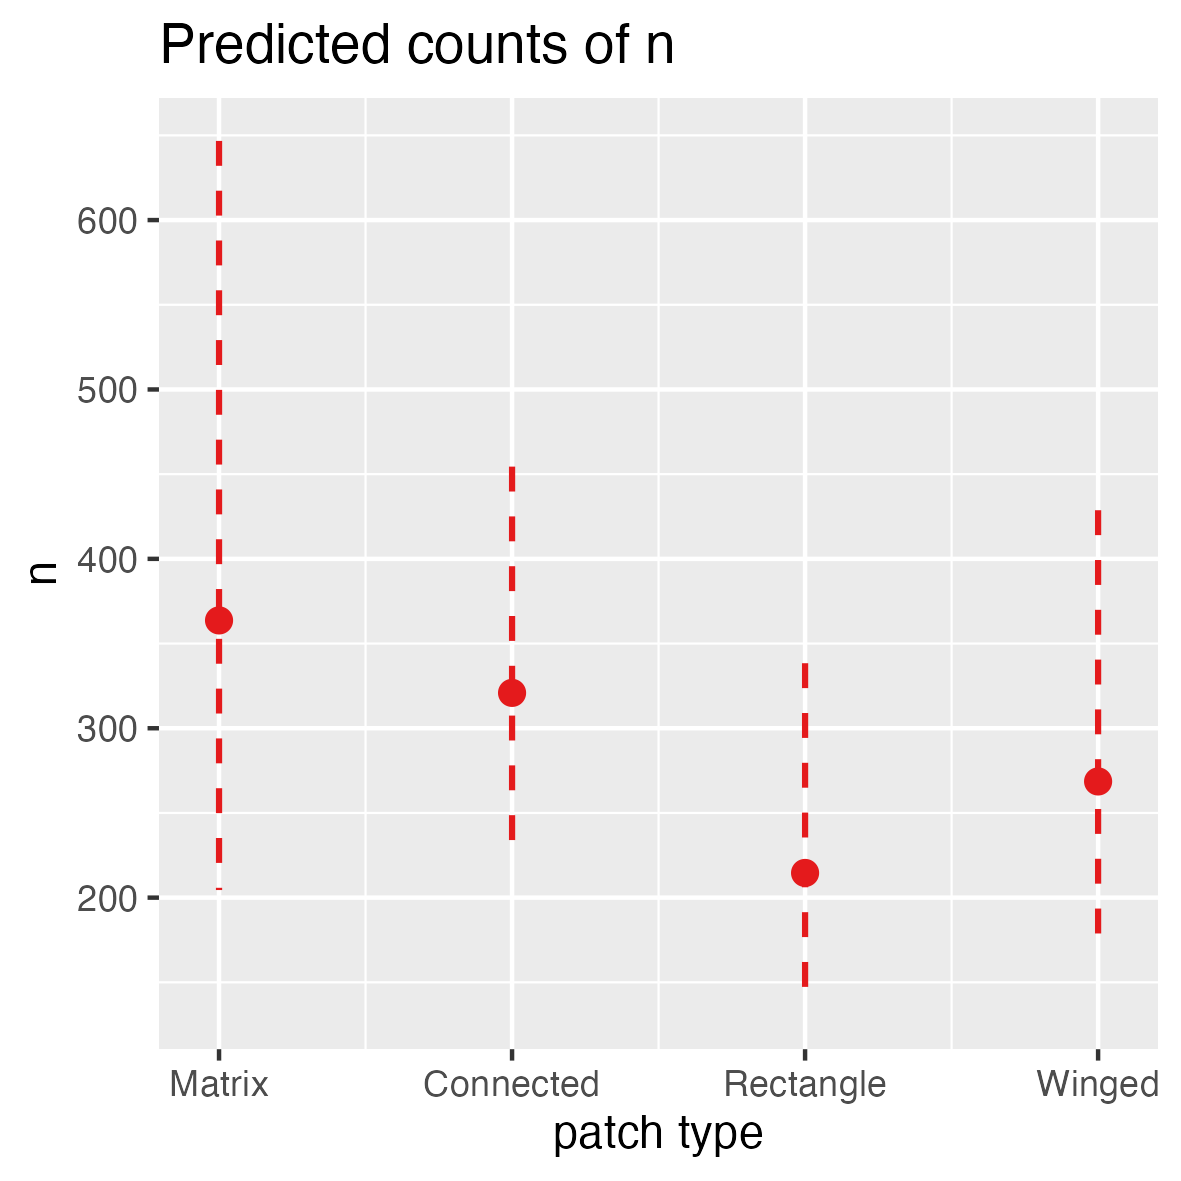 Predicted counts of n
600
500
400
300
200
n
Matrix Connected Rectangle Winged
patch type